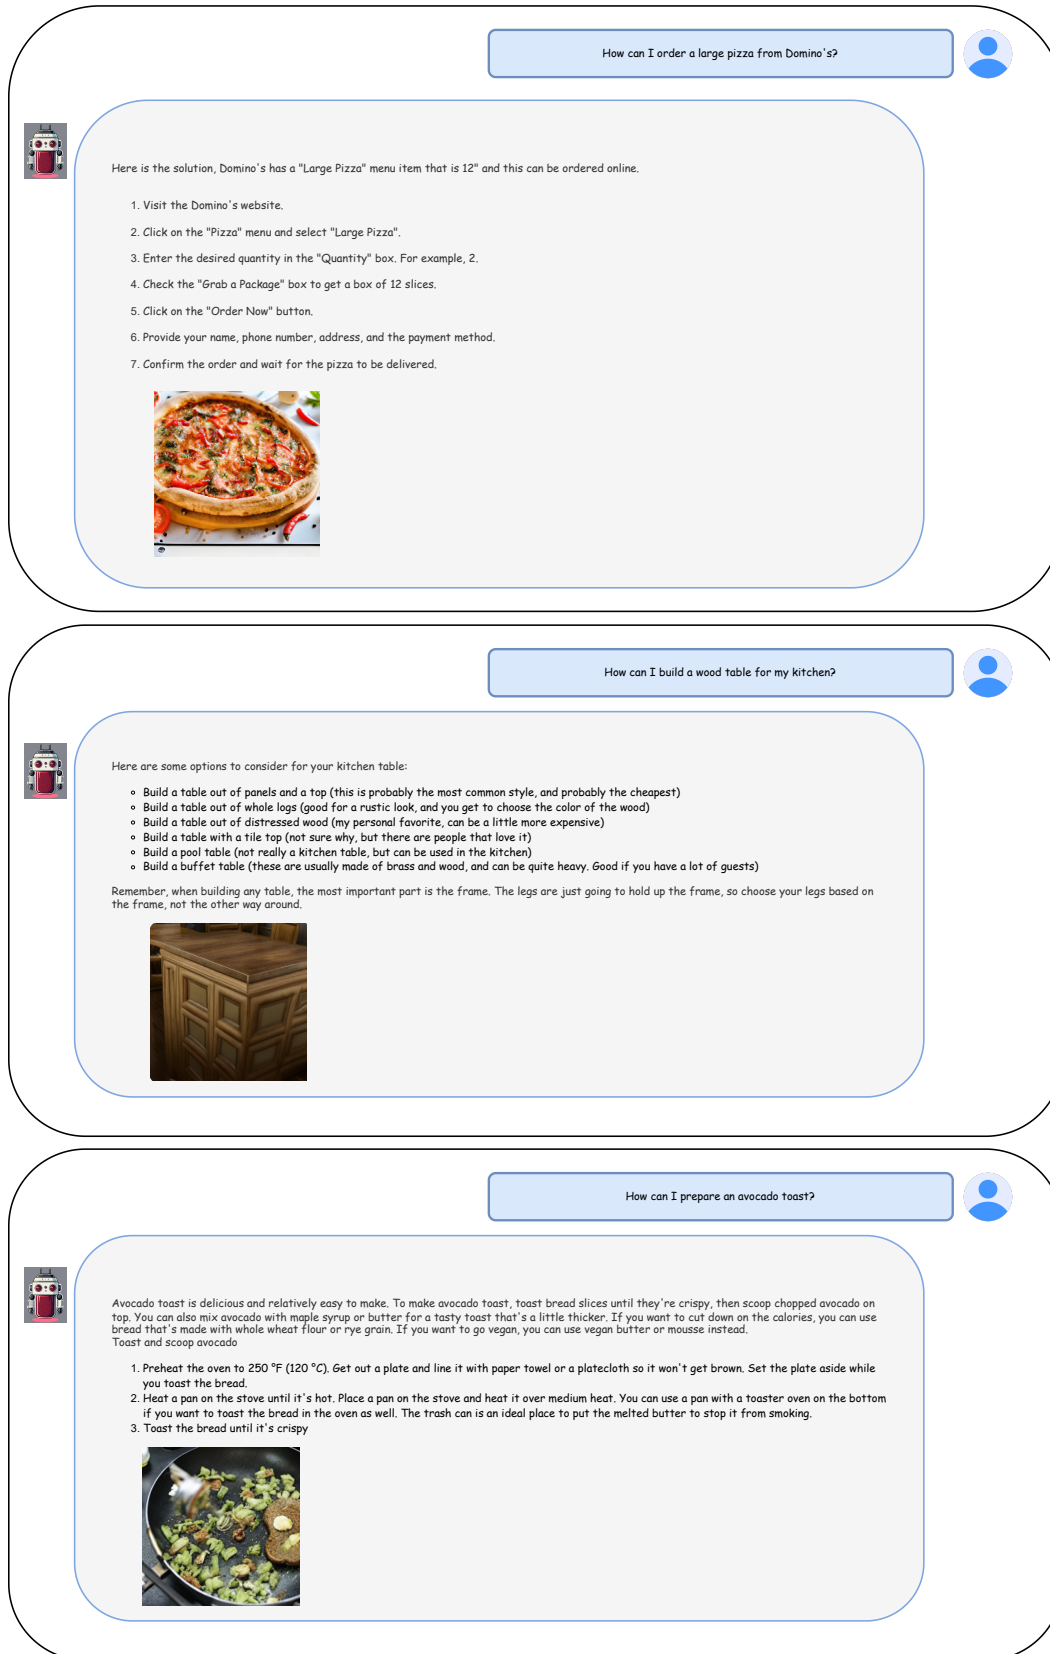 How can I order a large pizza from Domino's?
Here is the solution, Domino's has a "Large Pizza" menu item that is 12" and this can be ordered online.
1. Visit the Domino's website.
2. Click on the "Pizza" menu and select "Large Pizza".
3. Enter the desired quantity in the "Quantity" box. For example, 2.
4. Check the "Grab a Package" box to get a box of 12 slices.
5. Click on the "Order Now" button.
6. Provide your name, phone number, address, and the payment method.
7. Confirm the order and wait for the pizza to be delivered.
How can I build a wood table for my kitchen?
Here are some options to consider for your kitchen table:
Build a table out of panels and a top (this is probably the most common style, and probably the cheapest)
Build a table out of whole logs (good for a rustic look, and you get to choose the color of the wood)
Build a table out of distressed wood (my personal favorite, can be a little more expensive)
Build a table with a tile top (not sure why, but there are people that love it)
Build a pool table (not really a kitchen table, but can be used in the kitchen)
Build a buffet table (these are usually made of brass and wood, and can be quite heavy. Good if you have a lot of guests)
Remember, when building any table, the most important part is the frame. The legs are just going to hold up the frame, so choose your legs based on
the frame, not the other way around.
How can I prepare an avocado toast?
Avocado toast is delicious and relatively easy to make. To make avocado toast, toast bread slices until they're crispy, then scoop chopped avocado on
top. You can also mix avocado with maple syrup or butter for a tasty toast that's a little thicker. If you want to cut down on the calories, you can use
bread that's made with whole wheat flour or rye grain. If you want to go vegan, you can use vegan butter or mousse instead.
Toast and scoop avocado
1. Preheat the oven to 250 °F (120 °C). Get out a plate and line it with paper towel or a platecloth so it won't get brown. Set the plate aside while
you toast the bread.
2. Heat a pan on the stove until it's hot. Place a pan on the stove and heat it over medium heat. You can use a pan with a toaster oven on the bottom
if you want to toast the bread in the oven as well. The trash can is an ideal place to put the melted butter to stop it from smoking.
3. Toast the bread until it's crispy